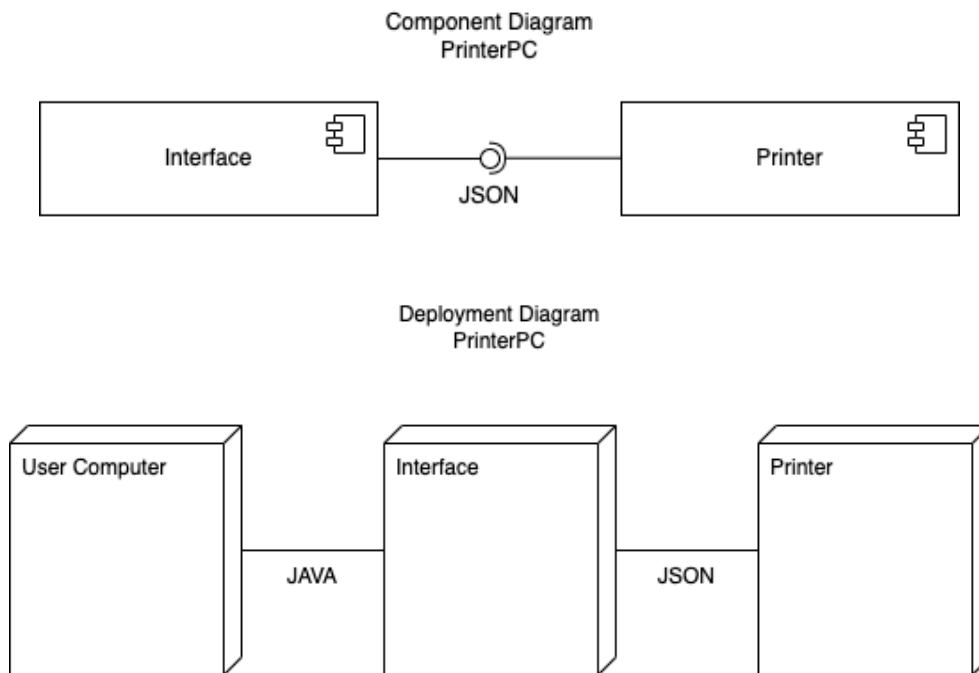 Component Diagram
PrinterPC
Interface
Printer
JSON
Deployment Diagram
PrinterPC
User Computer
Interface
Printer
JAVA
JSON